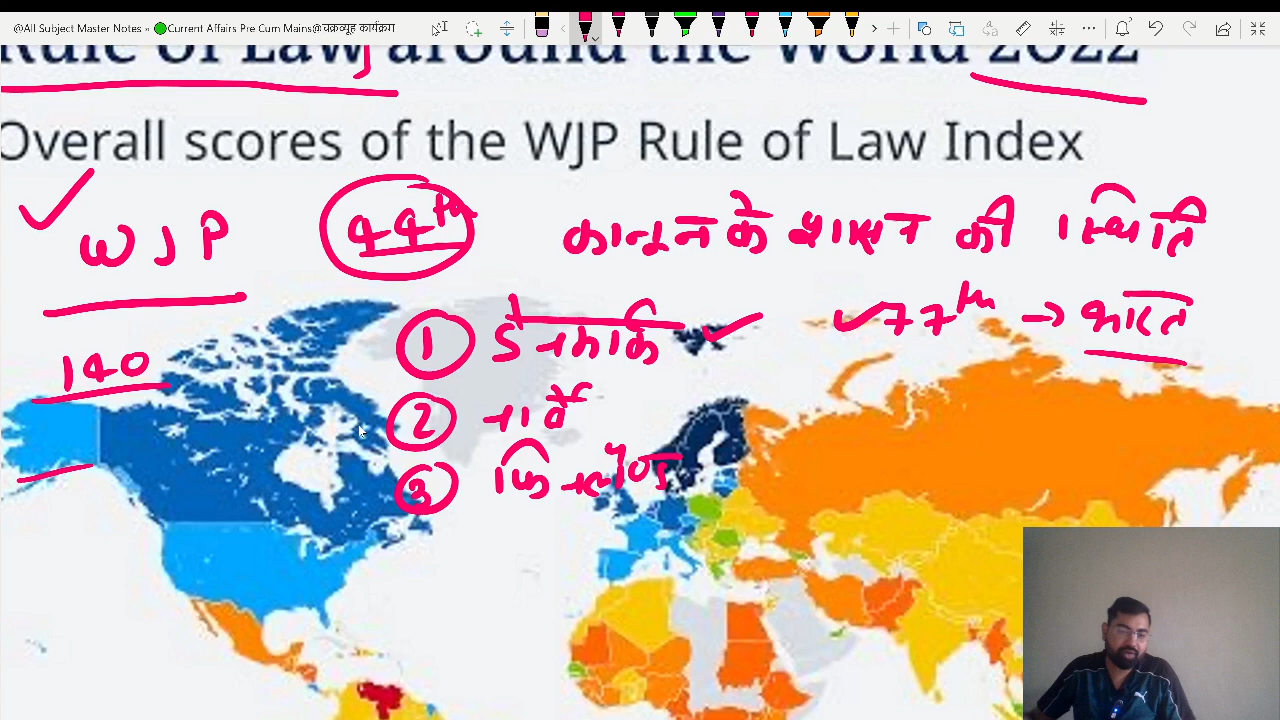 @All Subject Master Notes » Current Affairs Pre Cum Mains@चक्रव्यूह कार्यक्रम
Rule of Law around the World 2022
Overall scores of the WJP Rule of Law Index
WJP 44th कानून के शासन की स्थिति
140
① डेनमार्क 77th → भारत
② नार्वे
③ फिनलैण्ड